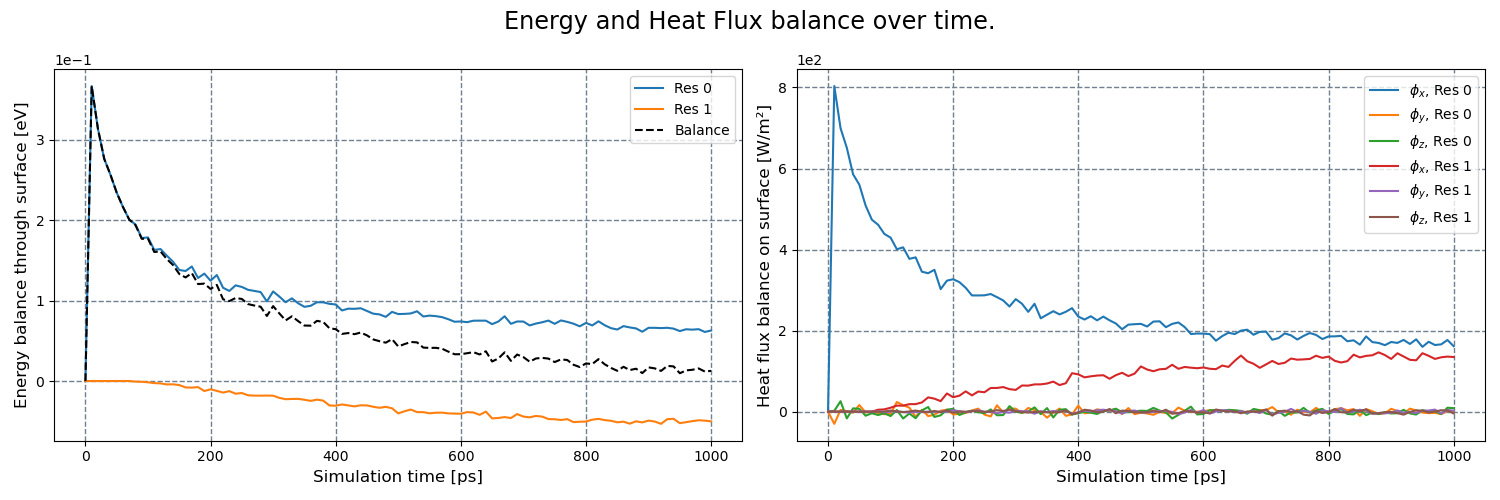 Energy and Heat Flux balance over time.
1e−1
Energy balance through surface [eV]
3
2
1
0
0
200
400
600
800
1000
Simulation time [ps]
Res 0
Res 1
Balance
1e2
Heat flux balance on surface [W/m²]
8
6
4
2
0
0
200
400
600
800
1000
Simulation time [ps]
ϕx, Res 0
ϕy, Res 0
ϕz, Res 0
ϕx, Res 1
ϕy, Res 1
ϕz, Res 1